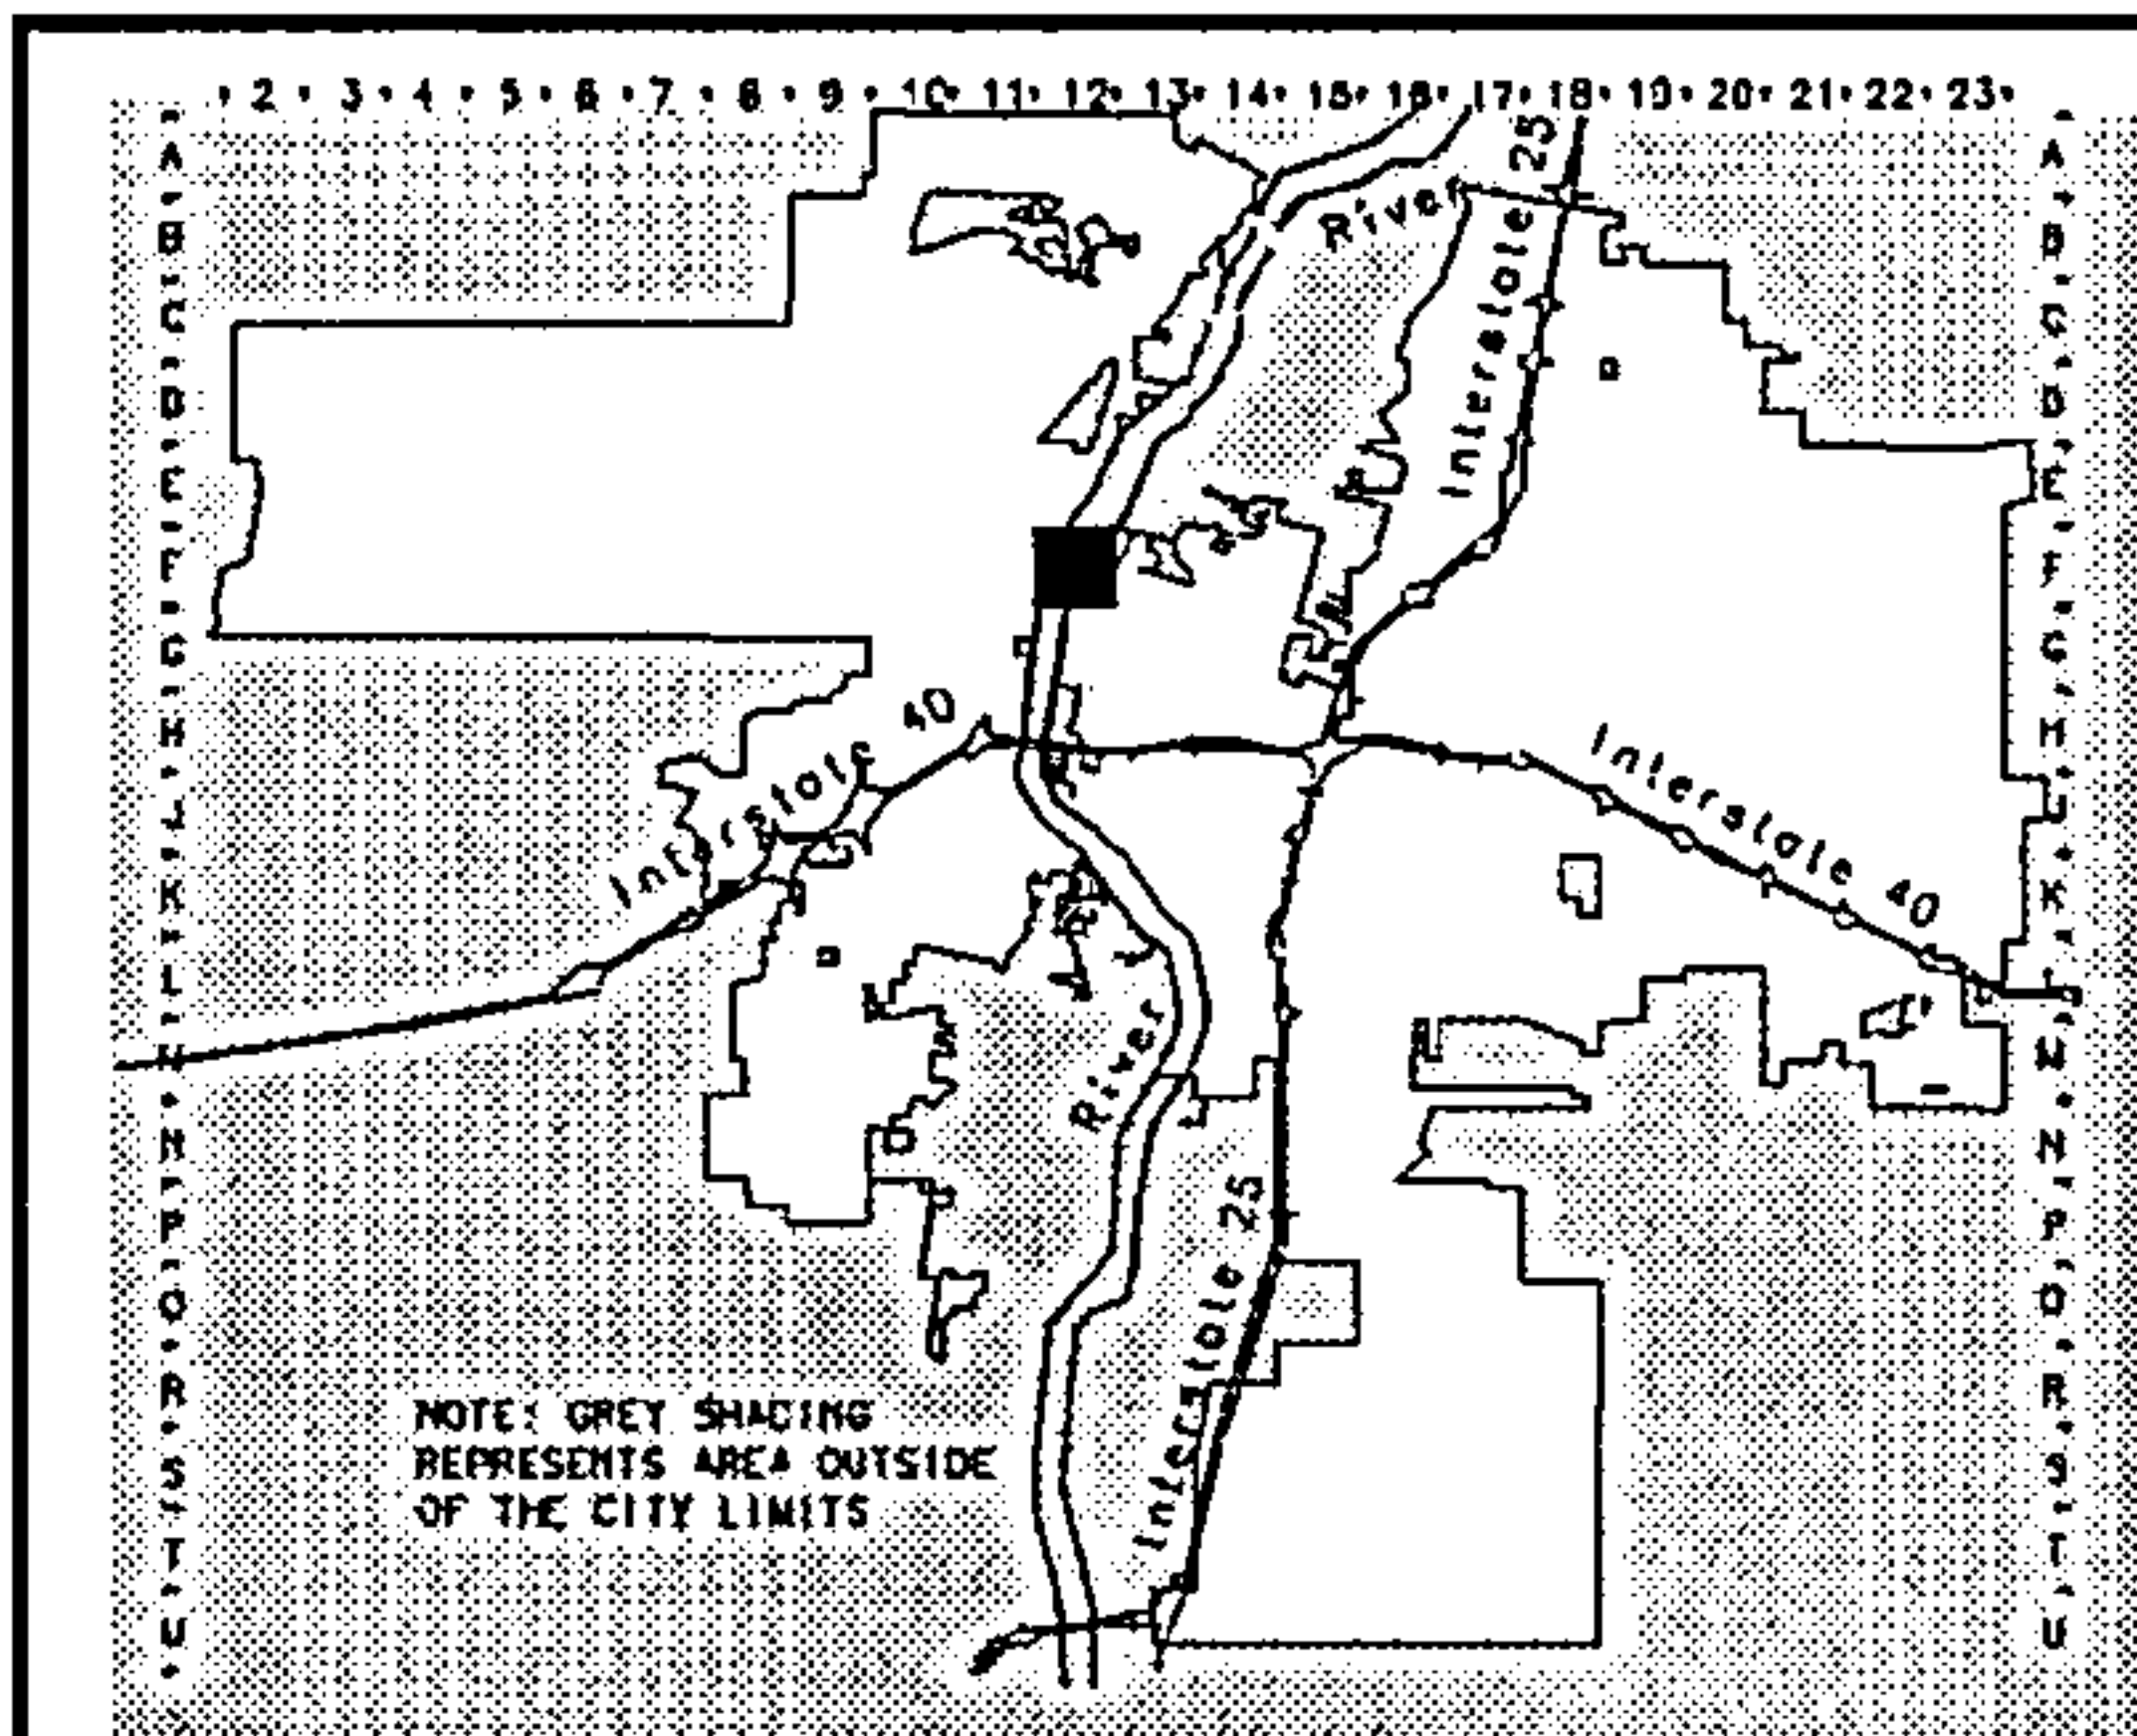 2 3 4 5 6 7 8 9 10 11 12 13 14 15 16 17 18 19 20 21 22 23
A A
B B
C C
D D
E E
F F
G G
H H
J J
K K
L L
M M
N N
P P
Q Q
R R
S S
T T
U U
River
Interstate 25
Interstate 40
Interstate 40
River
Interstate 25
NOTE: GREY SHADING
REPRESENTS AREA OUTSIDE
OF THE CITY LIMITS